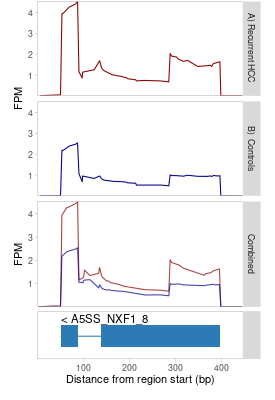 4
3
2
1
FPM
A) Recurrent HCC
4
3
2
1
B) Controls
4
3
2
1
FPM
Combined
< A5SS_NXF1_8
100
200
300
400
Distance from region start (bp)